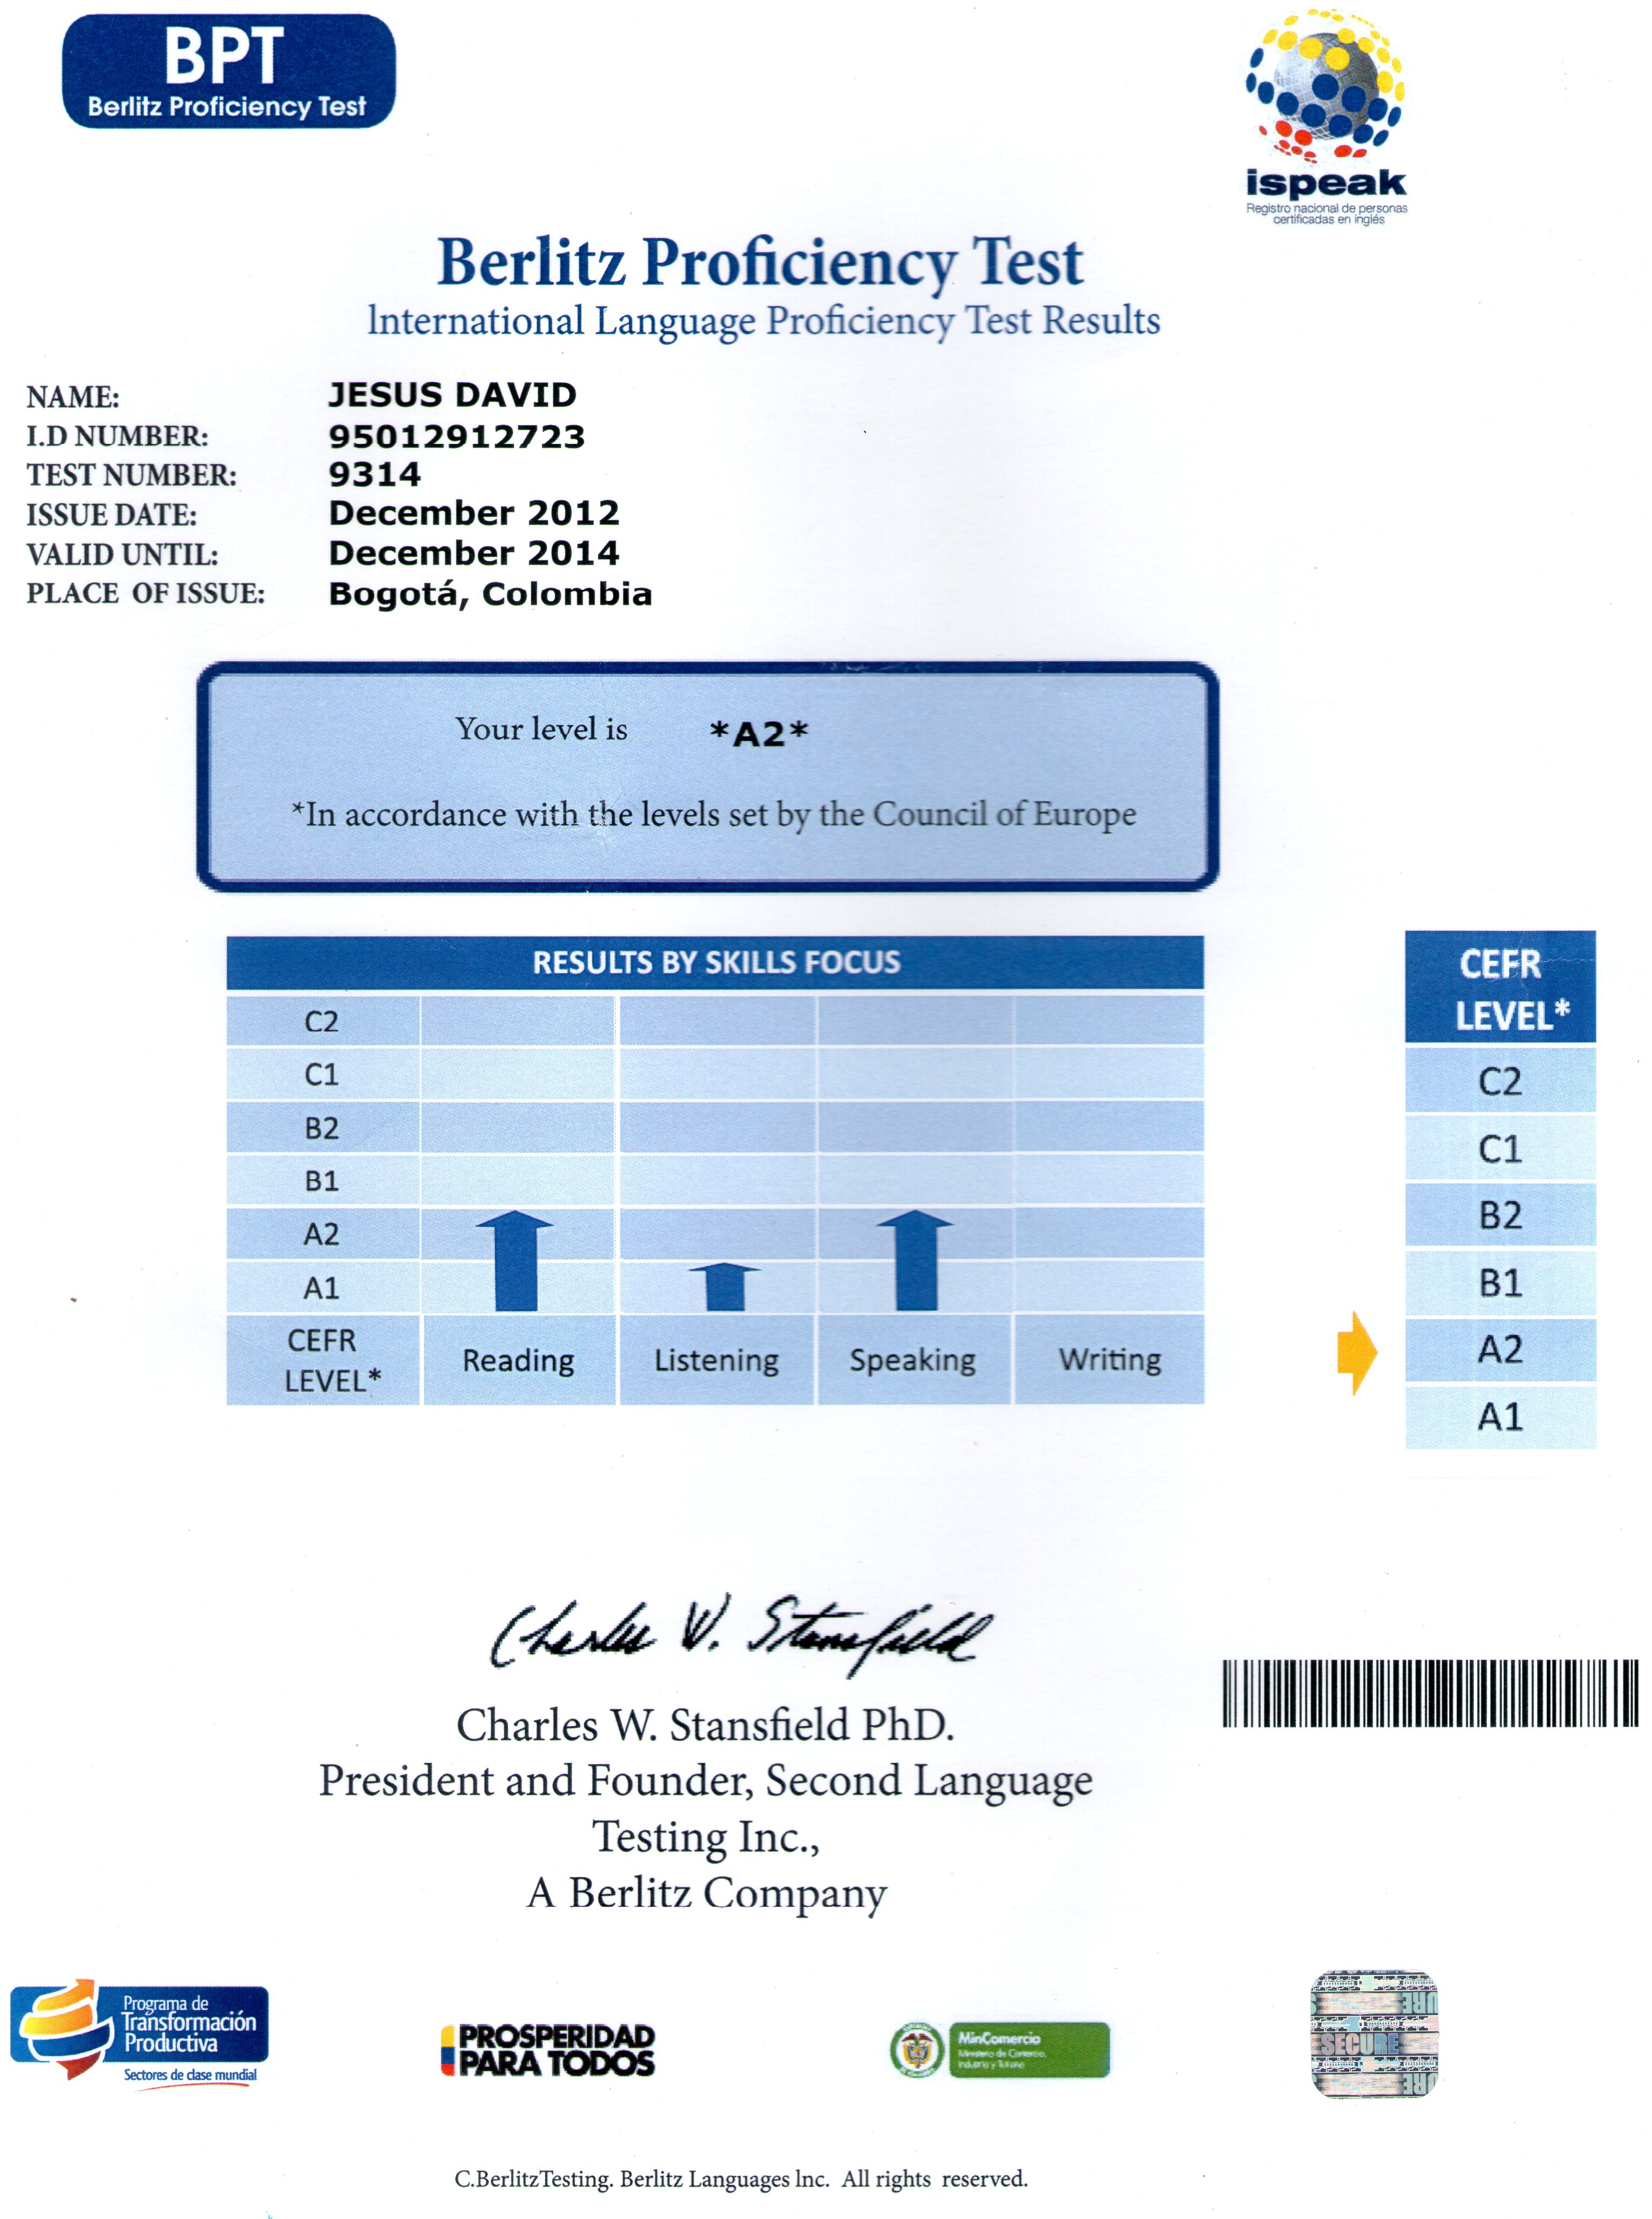 BPT
Berlitz Proficiency Test
ispeak
Registro nacional de personas
certificadas en inglés
Berlitz Proficiency Test
International Language Proficiency Test Results
NAME: JESUS DAVID
I.D NUMBER: 95012912723
TEST NUMBER: 9314
ISSUE DATE: December 2012
VALID UNTIL: December 2014
PLACE OF ISSUE: Bogotá, Colombia
Your level is *A2*
*In accordance with the levels set by the Council of Europe
RESULTS BY SKILLS FOCUS
C2
C1
B2
B1
A2
A1
CEFR
LEVEL*
Reading Listening Speaking Writing
CEFR
LEVEL*
C2
C1
B2
B1
A2
A1
Charles W. Stansfield
Charles W. Stansfield PhD.
President and Founder, Second Language
Testing Inc.,
A Berlitz Company
Programa de
Transformación
Productiva
Sectores de clase mundial
PROSPERIDAD
PARA TODOS
MinComercio
Ministerio de Comercio,
Industria y Turismo
SECURE
C.BerlitzTesting. Berlitz Languages Inc. All rights reserved.